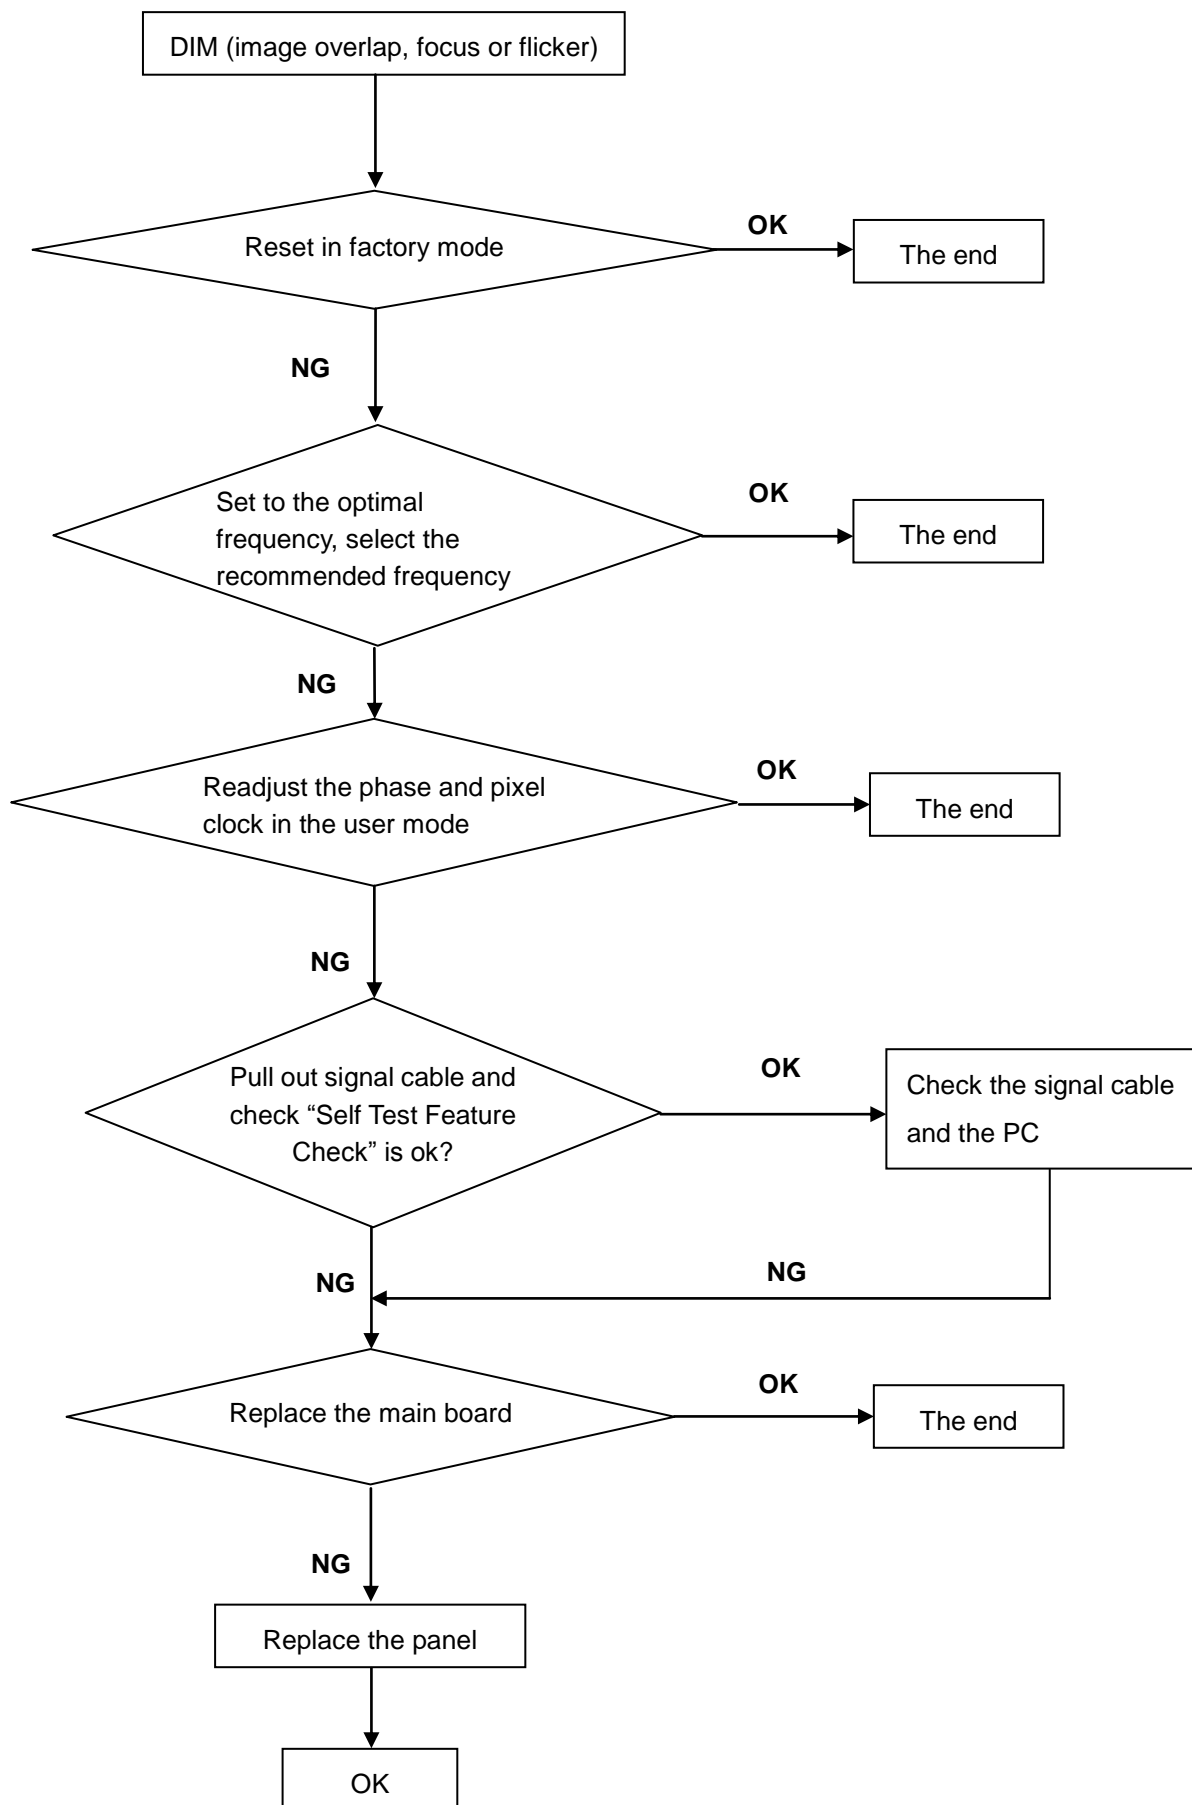 DIM (image overlap, focus or flicker)
Reset in factory mode
OK
The end
NG
Set to the optimal
frequency, select the
recommended frequency
OK
The end
NG
Readjust the phase and pixel
clock in the user mode
OK
The end
NG
Pull out signal cable and
check “Self Test Feature
Check” is ok?
OK
Check the signal cable
and the PC
NG
NG
Replace the main board
OK
The end
NG
Replace the panel
OK